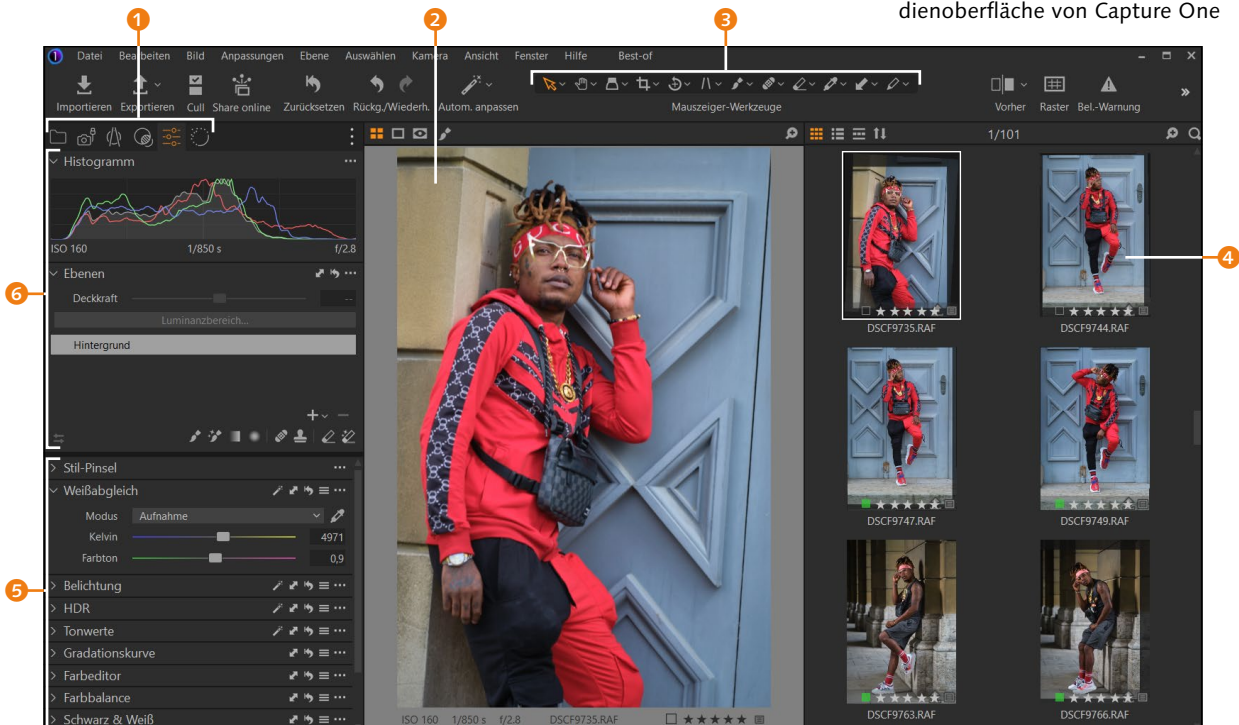 dienoberfläche von Capture One
1 2 3
Datei Bearbeiten Bild Anpassungen Ebene Auswählen Kamera Ansicht Fenster Hilfe Best-of
Importieren Exportieren Cull Share online Zurücksetzen Rückg./Wiederh. Autom. anpassen Mauszeiger-Werkzeuge Vorher Raster Bel.-Warnung
1/101
Histogramm
ISO 160 1/850 s f/2.8
Ebenen
Deckkraft --
Luminanzbereich...
Hintergrund
6
4
DSCF9735.RAF DSCF9744.RAF
Stil-Pinsel
Weißabgleich
Modus Aufnahme
Kelvin 4971
Farbton 0,9
DSCF9747.RAF DSCF9749.RAF
5
Belichtung
HDR
Tonwerte
Gradationskurve
Farbeditor
Farbbalance
Schwarz & Weiß
ISO 160 1/850 s f/2.8 DSCF9735.RAF
DSCF9763.RAF DSCF9766.RAF